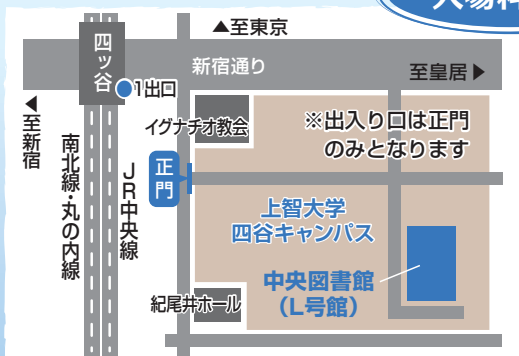 入場料
▲至東京
四ッ谷
新宿通り
至皇居▶
1出口
◀至新宿
イグナチオ教会
※出入り口は正門
のみとなります
南北線・丸の内線
JR中央線
正門
上智大学
四谷キャンパス
中央図書館
（L号館）
紀尾井ホール